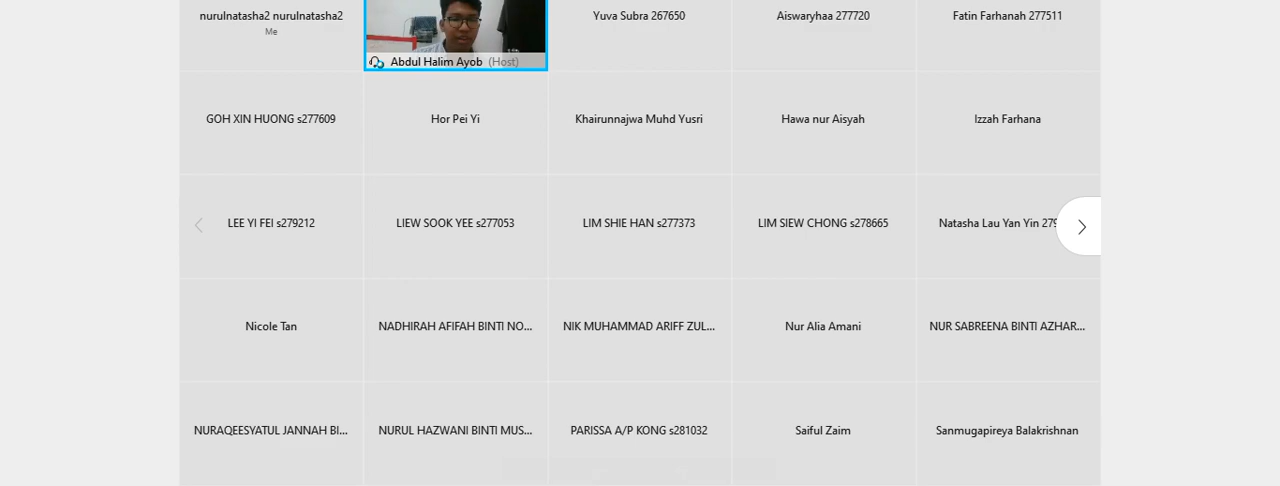 nurulnatasha2 nurulnatasha2
Me
Abdul Halim Ayob (Host)
Yuva Subra 267650
Aiswaryhaa 277720
Fatin Farhanah 277511
GOH XIN HUONG s277609
Hor Pei Yi
Khairunnajwa Muhd Yusri
Hawa nur Aisyah
Izzah Farhana
LEE YI FEI s279212
LIEW SOOK YEE s277053
LIM SHIE HAN s277373
LIM SIEW CHONG s278665
Natasha Lau Yan Yin 279
Nicole Tan
NADHIRAH AFIFAH BINTI NO...
NIK MUHAMMAD ARIFF ZUL...
Nur Alia Amani
NUR SABREENA BINTI AZHAR...
NURAQEESYATUL JANNAH BI...
NURUL HAZWANI BINTI MUS...
PARISSA A/P KONG s281032
Saiful Zaim
Sanmugapireya Balakrishnan